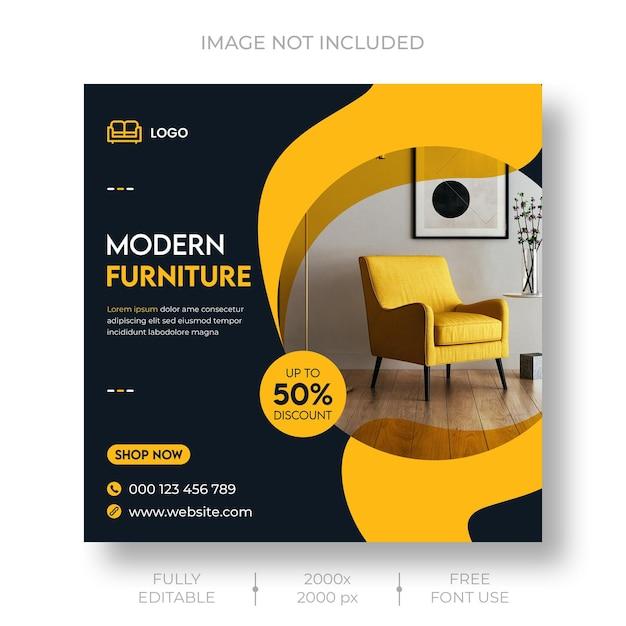 IMAGE NOT INCLUDED
LOGO
MODERN
FURNITURE
Lorem ipsum dolor, ame consectetur
adipiscing elit, sed diam nonummy
incididunt labore dolore magna
UP TO
50%
DISCOUNT
SHOP NOW
000 123 456 789
www.website.com
FULLY
EDITABLE
2000x
2000 px
FREE
FONT USE